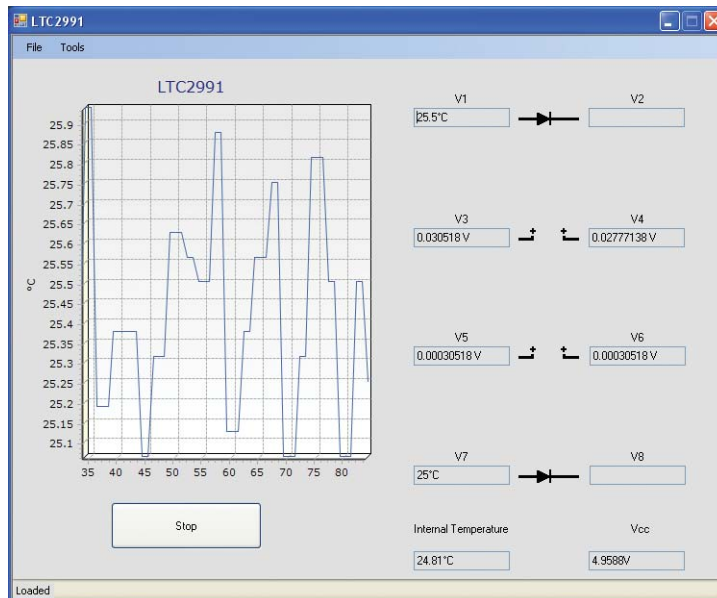 LTC2991
File Tools
LTC2991
25.9
25.85
25.8
25.75
25.7
25.65
25.6
25.55
25.5
25.45
25.4
25.35
25.3
25.25
25.2
25.15
25.1
°C
35 40 45 50 55 60 65 70 75 80
Stop
V1 V2
25.5°C
V3 V4
0.030518 V 0.02777138 V
V5 V6
0.00030518 V 0.00030518 V
V7 V8
25°C
Internal Temperature Vcc
24.81°C 4.9588V
Loaded